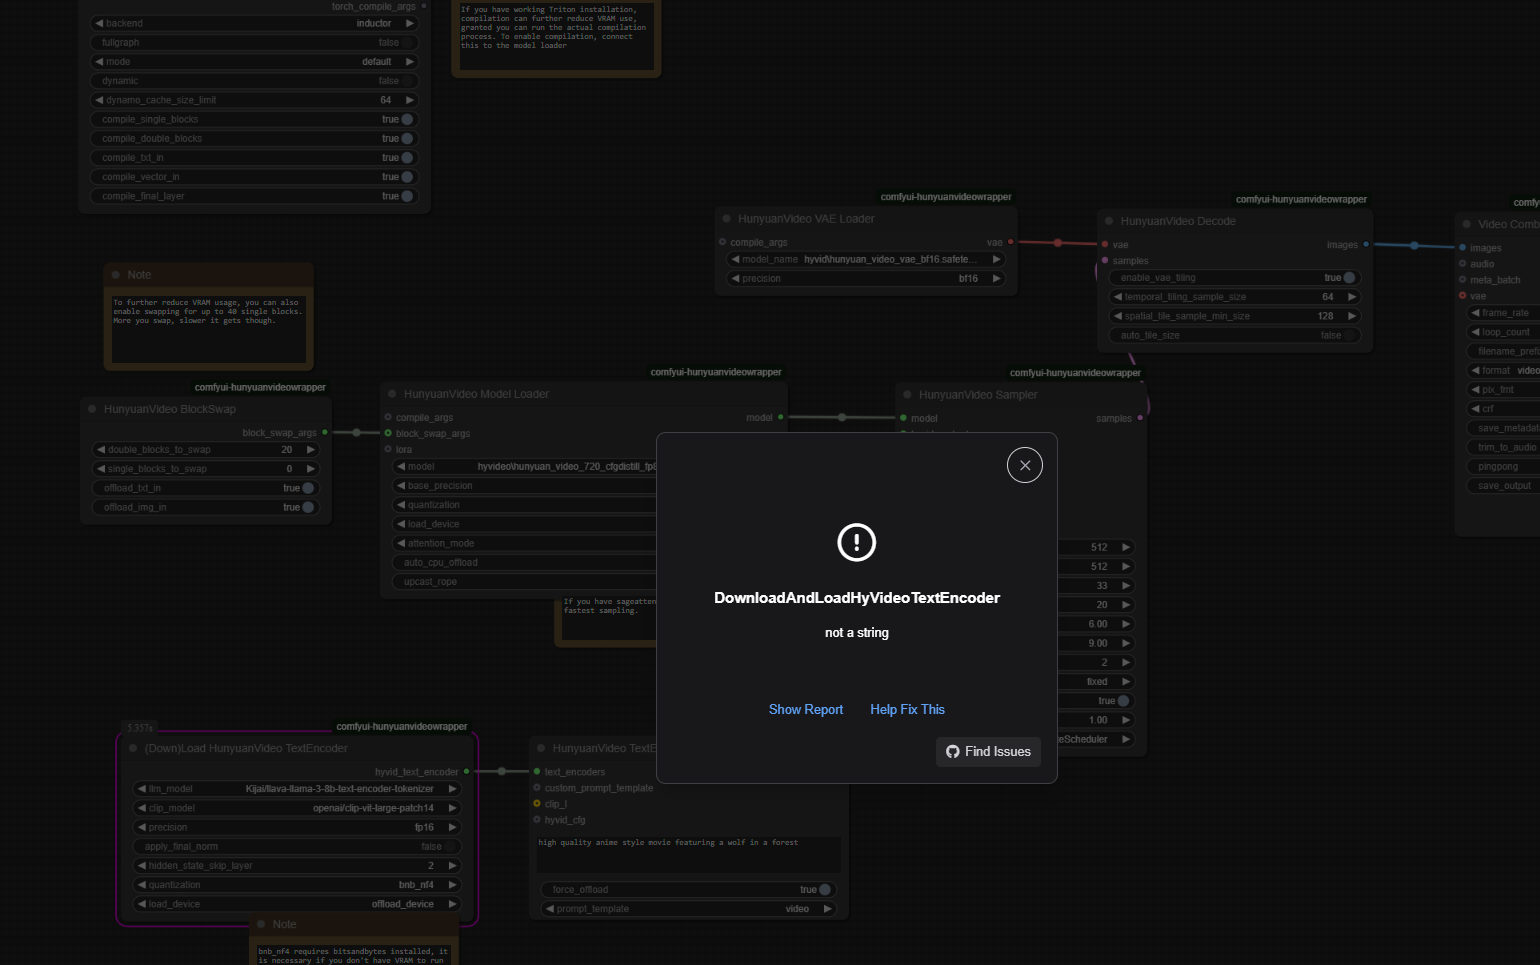 torch_compile_args
backend inductor
fullgraph false
mode default
dynamic false
dynamo_cache_size_limit 64
compile_single_blocks true
compile_double_blocks true
compile_txt_in true
compile_vector_in true
compile_final_layer true
If you have working Triton installation,
compilation can further reduce VRAM use,
granted you can run the actual compilation
process. To enable compilation, connect
this to the model loader
comfyui-hunyuanvideowrapper
HunyuanVideo VAE Loader
compile_args vae
model_name hyvid\hunyuan_video_vae_bf16.safete...
precision bf16
comfyui-hunyuanvideowrapper
HunyuanVideo Decode
vae images
samples
enable_vae_tiling true
temporal_tiling_sample_size 64
spatial_tile_sample_min_size 128
auto_tile_size false
comfy
Video Comb
images
audio
meta_batch
vae
frame_rate
loop_count
filename_prefi
format video
pix_fmt
crf
save_metadat
trim_to_audio
pingpong
save_output
Note
To further reduce VRAM usage, you can also
enable swapping for up to 40 single blocks.
More you swap, slower it gets though.
comfyui-hunyuanvideowrapper
HunyuanVideo BlockSwap
block_swap_args
double_blocks_to_swap 20
single_blocks_to_swap 0
offload_txt_in true
offload_img_in true
comfyui-hunyuanvideowrapper
HunyuanVideo Model Loader
compile_args model
block_swap_args
lora
model hyvideo\hunyuan_video_720_cfgdistill_fp8
base_precision
quantization
load_device
attention_mode
auto_cpu_offload
upcast_rope
comfyui-hunyuanvideowrapper
HunyuanVideo Sampler
model samples
512
512
33
20
6.00
9.00
2
fixed
true
1.00
eScheduler
If you have sageatten
fastest sampling.
DownloadAndLoadHyVideoTextEncoder
not a string
Show Report Help Fix This
Find Issues
5.357s
comfyui-hunyuanvideowrapper
(Down)Load HunyuanVideo TextEncoder
hyvid_text_encoder
llm_model Kijai/llava-llama-3-8b-text-encoder-tokenizer
clip_model openai/clip-vit-large-patch14
precision fp16
apply_final_norm false
hidden_state_skip_layer 2
quantization bnb_nf4
load_device offload_device
HunyuanVideo TextE
text_encoders
custom_prompt_template
clip_l
hyvid_cfg
high quality anime style movie featuring a wolf in a forest
force_offload true
prompt_template video
Note
bnb_nf4 requires bitsandbytes installed, it
is necessary if you don't have VRAM to run